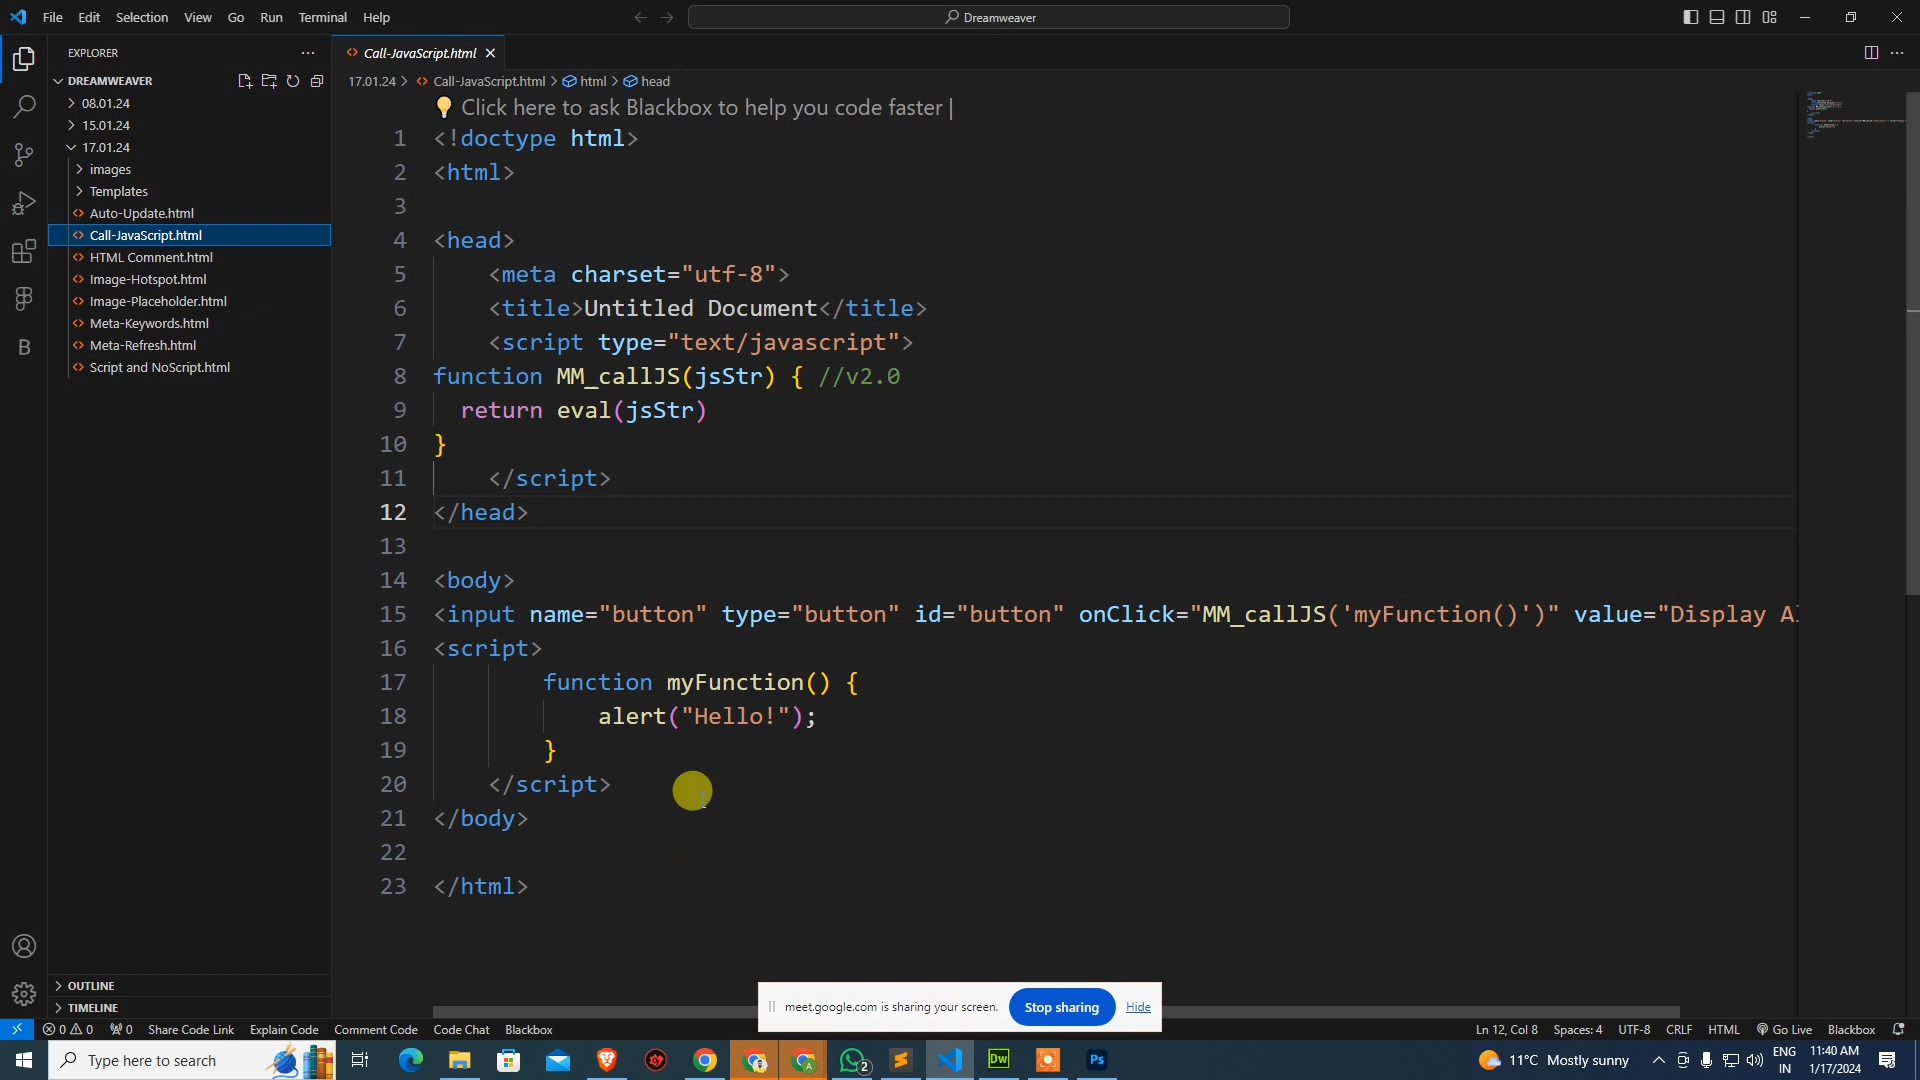 File Edit Selection View Go Run Terminal Help
Dreamweaver
EXPLORER
Call-JavaScript.html
DREAMWEAVER
17.01.24 > Call-JavaScript.html > html > head
08.01.24
15.01.24
17.01.24
images
Templates
Auto-Update.html
Call-JavaScript.html
HTML Comment.html
Image-Hotspot.html
Image-Placeholder.html
Meta-Keywords.html
Meta-Refresh.html
Script and NoScript.html
B
OUTLINE
TIMELINE
Click here to ask Blackbox to help you code faster |
1 <!doctype html>
2 <html>
3
4 <head>
5 <meta charset="utf-8">
6 <title>Untitled Document</title>
7 <script type="text/javascript">
8 function MM_callJS(jsStr) { //v2.0
9 return eval(jsStr)
10 }
11 </script>
12 </head>
13
14 <body>
15 <input name="button" type="button" id="button" onClick="MM_callJS('myFunction()')" value="Display Al
16 <script>
17 function myFunction() {
18 alert("Hello!");
19 }
20 </script>
21 </body>
22
23 </html>
meet.google.com is sharing your screen. Stop sharing Hide
0 0 0 Share Code Link Explain Code Comment Code Code Chat Blackbox Ln 12, Col 8 Spaces: 4 UTF-8 CRLF HTML Go Live Blackbox
Type here to search A 2 Dw Ps 11°C Mostly sunny ENG IN 11:40 AM 1/17/2024